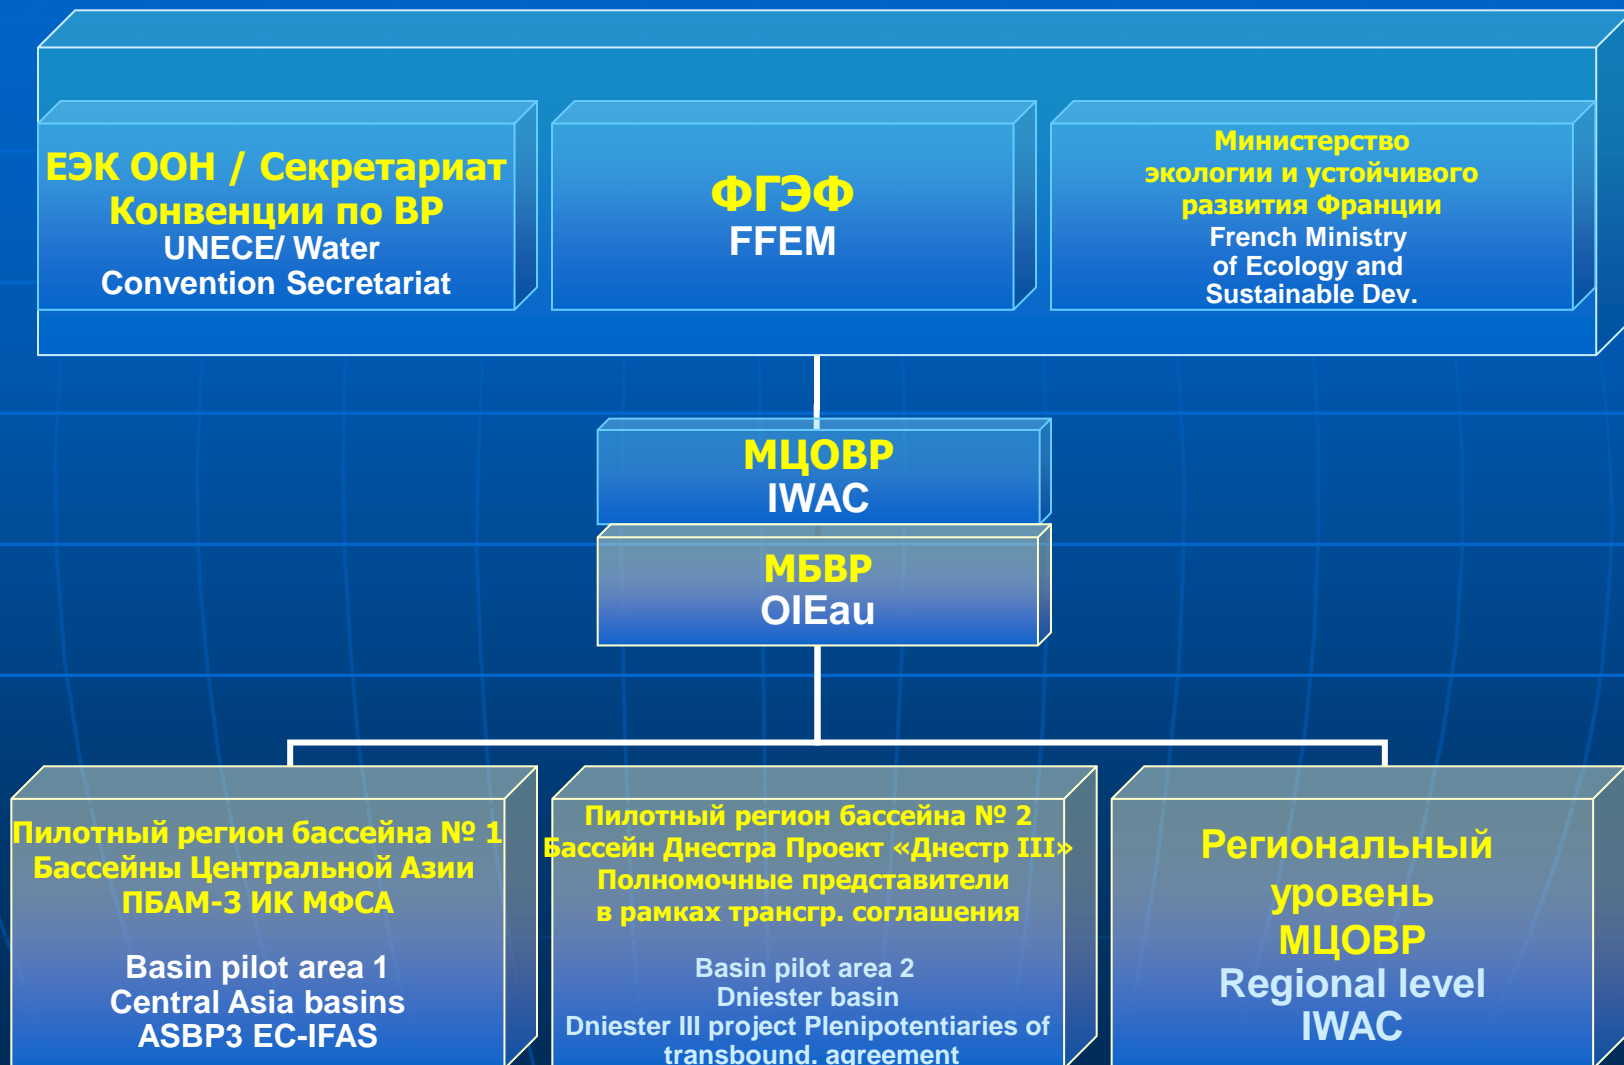 ЕЭК ООН / Секретариат
Конвенции по ВР
UNECE/ Water
Convention Secretariat
ФГЭФ
FFEM
Министерство
экологии и устойчивого
развития Франции
French Ministry
of Ecology and
Sustainable Dev.
МЦОВР
IWAC
МБВР
OIEau
Пилотный регион бассейна № 1
Бассейны Центральной Азии
ПБАМ-3 ИК МФСА
Basin pilot area 1
Central Asia basins
ASBP3 EC-IFAS
Пилотный регион бассейна № 2
Бассейн Днестра Проект «Днестр III»
Полномочные представители
в рамках трансгр. соглашения
Basin pilot area 2
Dniester basin
Dniester III project Plenipotentiaries of
transbound. agreement
Региональный
уровень
МЦОВР
Regional level
IWAC